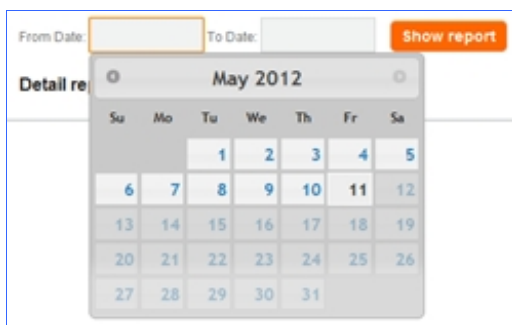 From Date: To Date: Show report
Detail re
May 2012
Su Mo Tu We Th Fr Sa
1 2 3 4 5
6 7 8 9 10 11 12
13 14 15 16 17 18 19
20 21 22 23 24 25 26
27 28 29 30 31